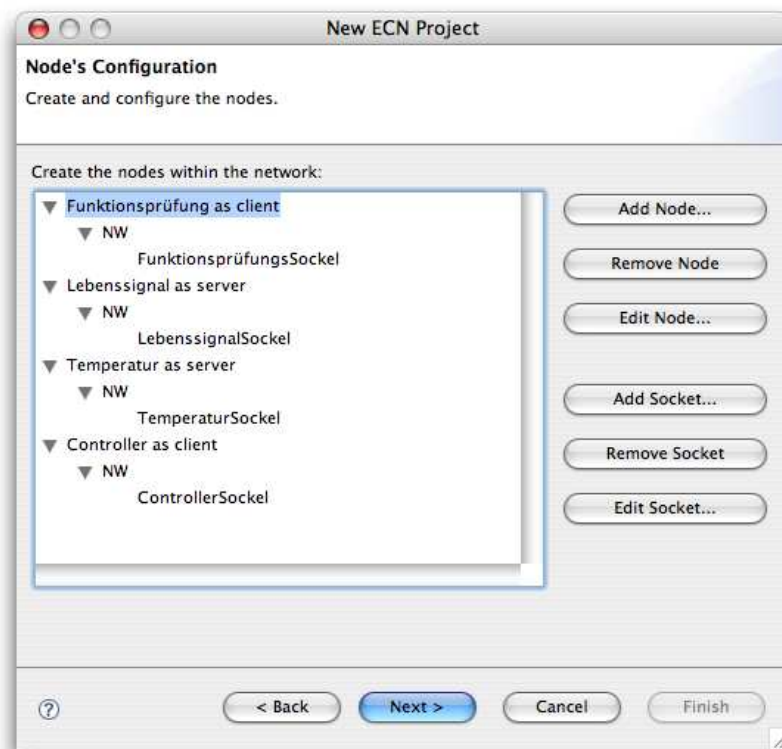 New ECN Project
Node's Configuration
Create and configure the nodes.
Create the nodes within the network:
Funktionsprüfung as client
NW
FunktionsprüfungsSockel
Lebenssignal as server
NW
LebenssignalSockel
Temperatur as server
NW
TemperaturSockel
Controller as client
NW
ControllerSockel
Add Node...
Remove Node
Edit Node...
Add Socket...
Remove Socket
Edit Socket...
?
< Back
Next >
Cancel
Finish